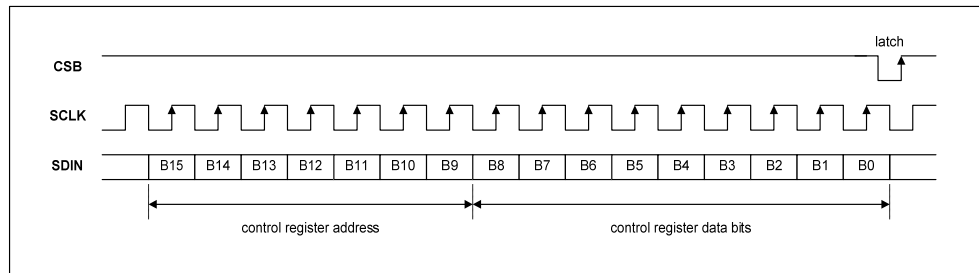 latch
CSB
SCLK
SDIN B15 B14 B13 B12 B11 B10 B9 B8 B7 B6 B5 B4 B3 B2 B1 B0
control register address control register data bits